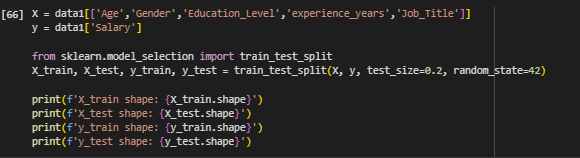 [66] X = data1[['Age','Gender','Education_Level','experience_years','Job_Title']]
y = data1['Salary']
from sklearn.model_selection import train_test_split
X_train, X_test, y_train, y_test = train_test_split(X, y, test_size=0.2, random_state=42)
print(f'X_train shape: {X_train.shape}')
print(f'X_test shape: {X_test.shape}')
print(f'y_train shape: {y_train.shape}')
print(f'y_test shape: {y_test.shape}')